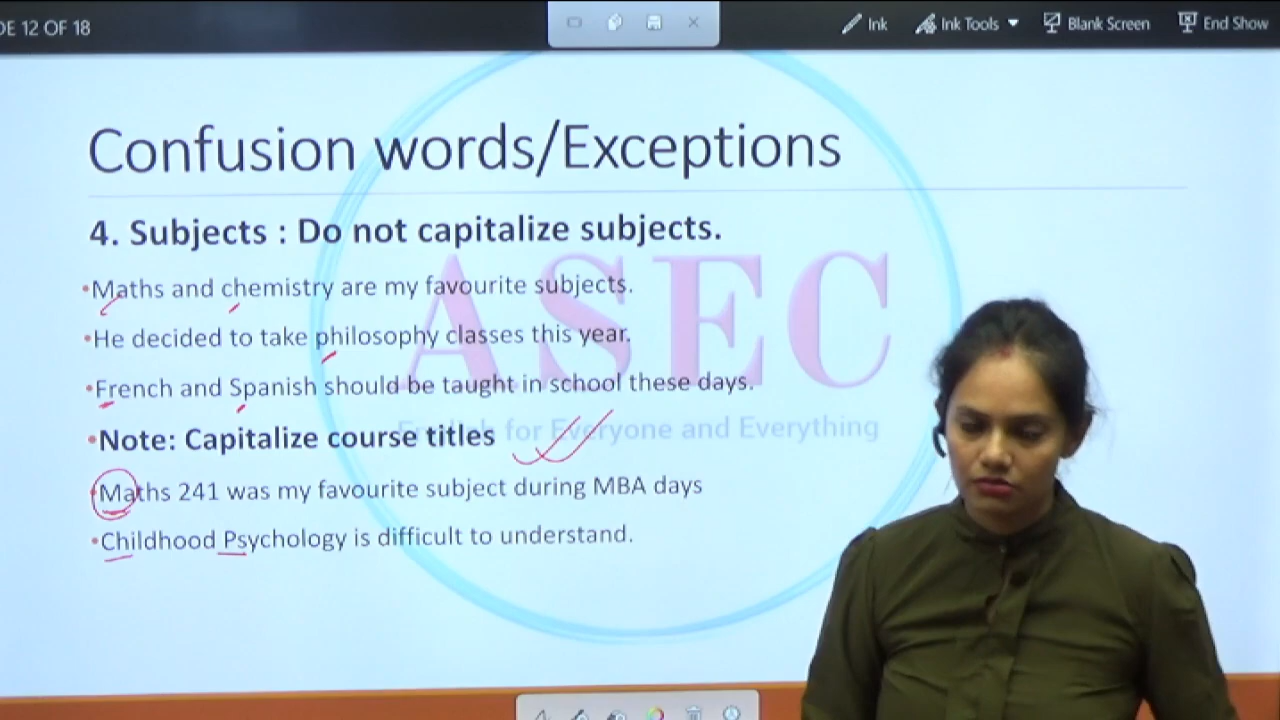 DE 12 OF 18
Ink
Ink Tools
Blank Screen
End Show
Confusion words/Exceptions
4. Subjects : Do not capitalize subjects.
•Maths and chemistry are my favourite subjects.
•He decided to take philosophy classes this year.
•French and Spanish should be taught in school these days.
•Note: Capitalize course titles
•Maths 241 was my favourite subject during MBA days
•Childhood Psychology is difficult to understand.
ASEC
English for Everyone and Everything